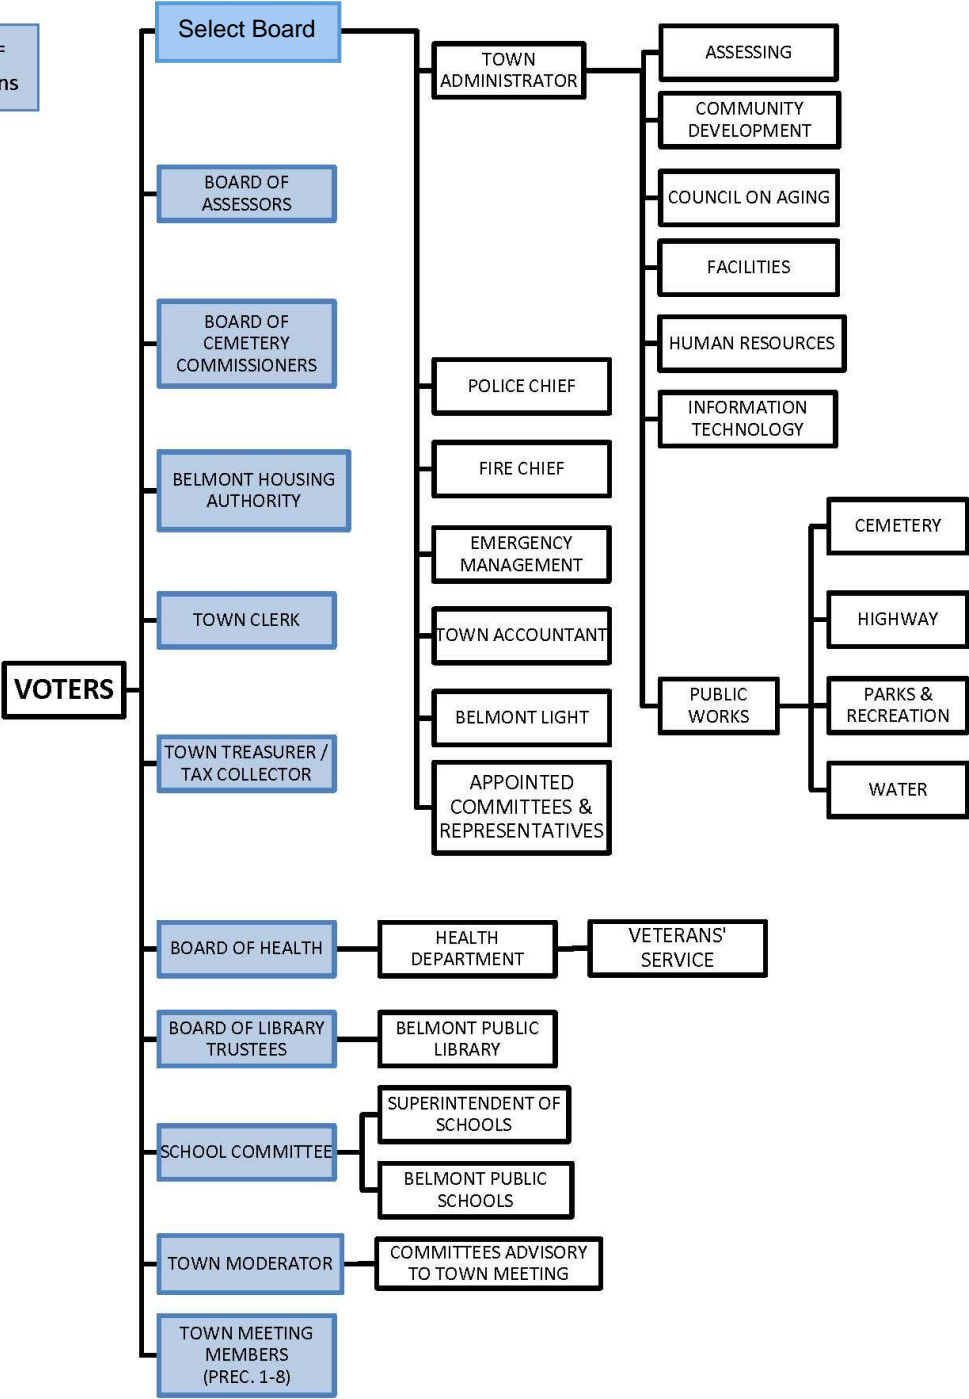 ns
Select Board
TOWN
ADMINISTRATOR
ASSESSING
COMMUNITY
DEVELOPMENT
COUNCIL ON AGING
FACILITIES
HUMAN RESOURCES
INFORMATION
TECHNOLOGY
BOARD OF
ASSESSORS
BOARD OF
CEMETERY
COMMISSIONERS
POLICE CHIEF
FIRE CHIEF
BELMONT HOUSING
AUTHORITY
EMERGENCY
MANAGEMENT
CEMETERY
TOWN CLERK
TOWN ACCOUNTANT
HIGHWAY
VOTERS
BELMONT LIGHT
PUBLIC
WORKS
PARKS &
RECREATION
TOWN TREASURER /
TAX COLLECTOR
APPOINTED
COMMITTEES &
REPRESENTATIVES
WATER
BOARD OF HEALTH
HEALTH
DEPARTMENT
VETERANS'
SERVICE
BOARD OF LIBRARY
TRUSTEES
BELMONT PUBLIC
LIBRARY
SCHOOL COMMITTEE
SUPERINTENDENT OF
SCHOOLS
BELMONT PUBLIC
SCHOOLS
TOWN MODERATOR
COMMITTEES ADVISORY
TO TOWN MEETING
TOWN MEETING
MEMBERS
(PREC. 1-8)